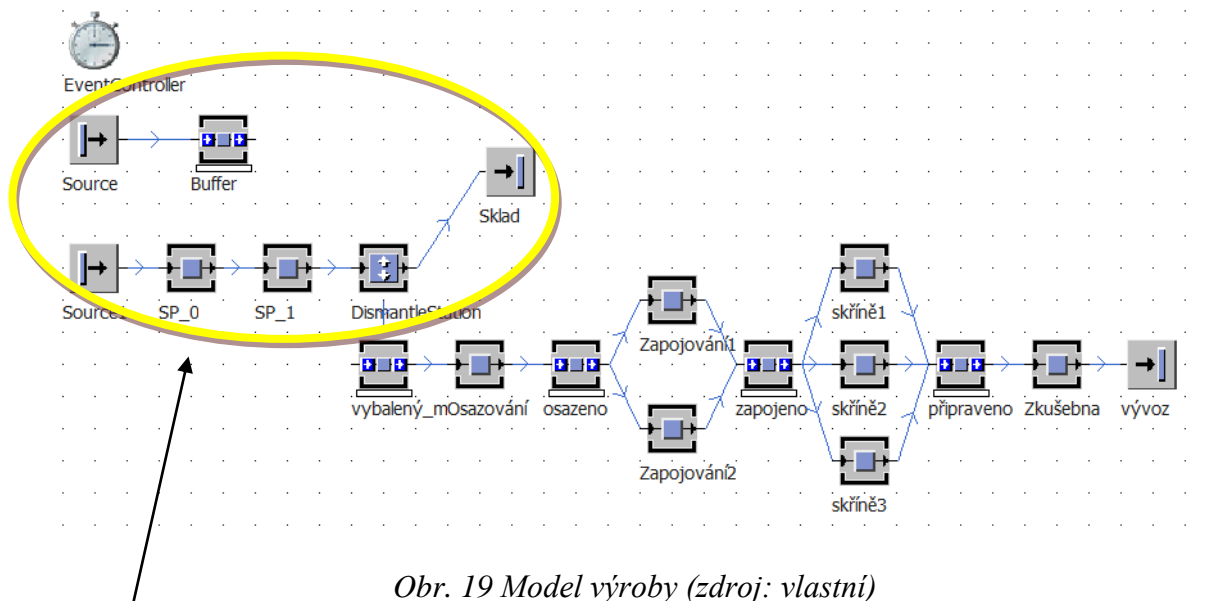 EventController
Source Buffer
Sklad
Source1 SP_0 SP_1 DismantleStation skříně1
Zapojování1
vybalený_mOsazování osazeno zapojeno skříně2 připraveno Zkušebna vývoz
Zapojování2
skříně3
Obr. 19 Model výroby (zdroj: vlastní)